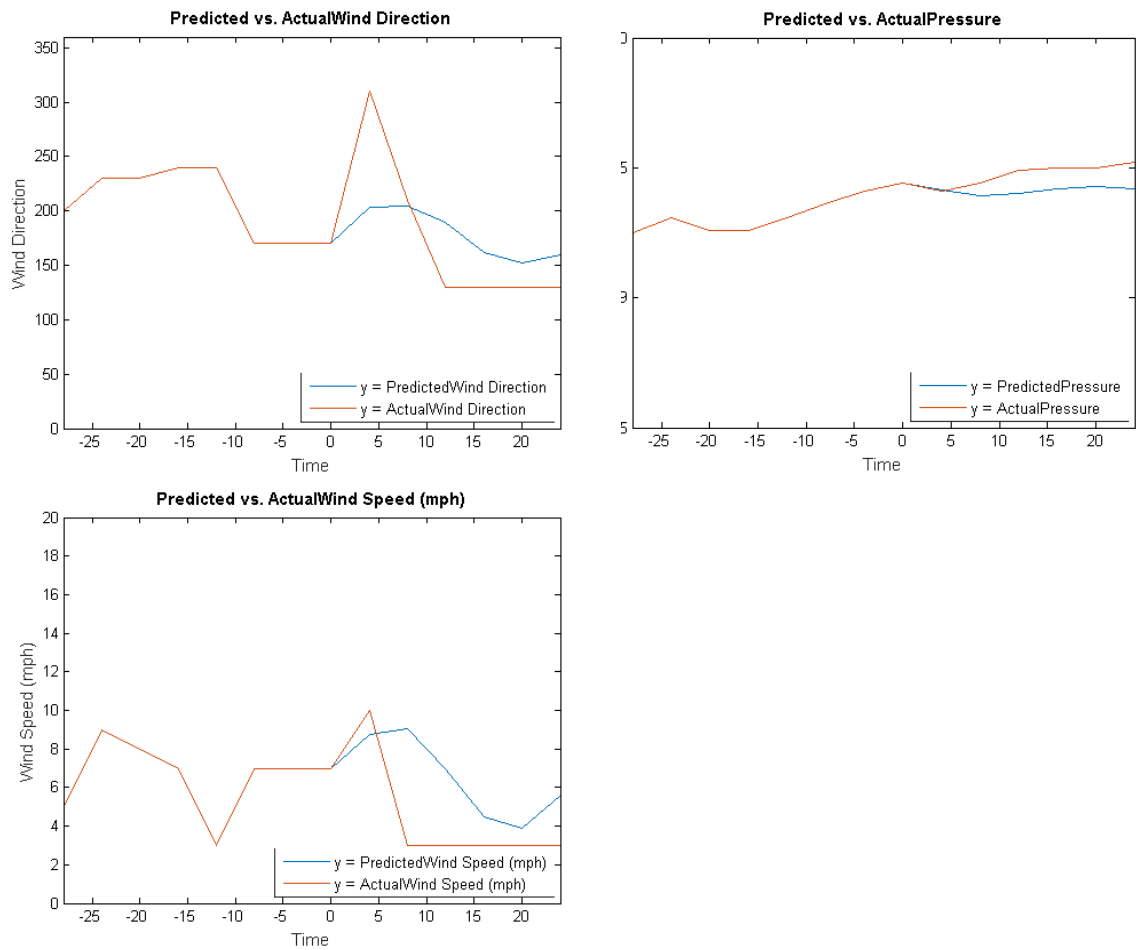 Predicted vs. ActualWind Direction
350
300
250
200
150
100
50
0
Wind Direction
-25 -20 -15 -10 -5 0 5 10 15 20
Time
y = PredictedWind Direction
y = ActualWind Direction
Predicted vs. ActualPressure
0
5
9
5
-25 -20 -15 -10 -5 0 5 10 15 20
Time
y = PredictedPressure
y = ActualPressure
Predicted vs. ActualWind Speed (mph)
20
18
16
14
12
10
8
6
4
2
0
Wind Speed (mph)
-25 -20 -15 -10 -5 0 5 10 15 20
Time
y = PredictedWind Speed (mph)
y = ActualWind Speed (mph)